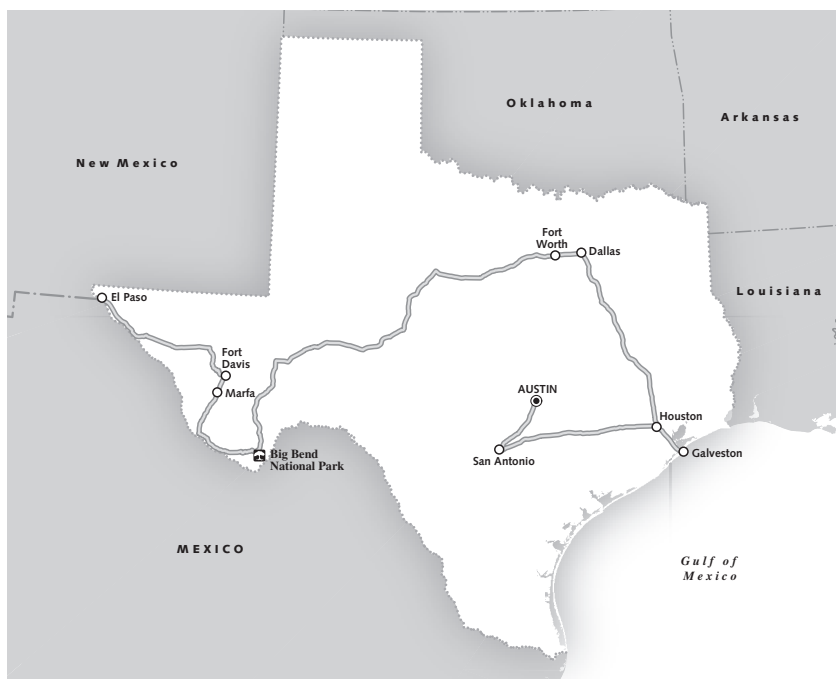 Oklahoma
Arkansas
New Mexico
Fort
Worth
Dallas
El Paso
Louisiana
Fort
Davis
Marfa
AUSTIN
Houston
Big Bend
National Park
San Antonio
Galveston
MEXICO
Gulf of
Mexico